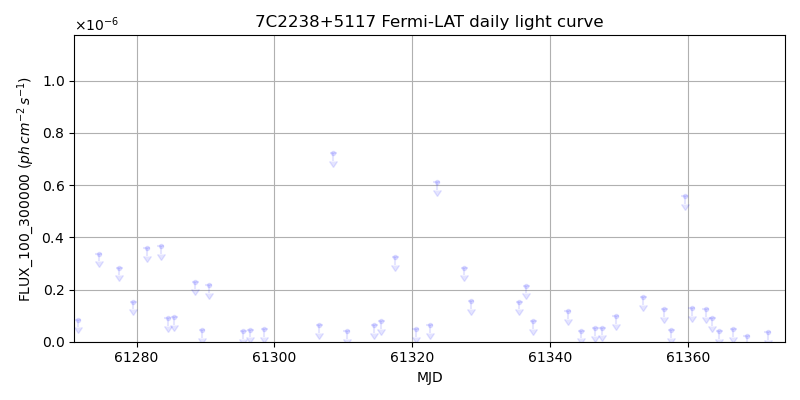 7C2238+5117 Fermi-LAT daily light curve
×10⁻⁶
FLUX_100_300000 (ph cm⁻² s⁻¹)
1.0
0.8
0.6
0.4
0.2
0.0
61280 61300 61320 61340 61360
MJD